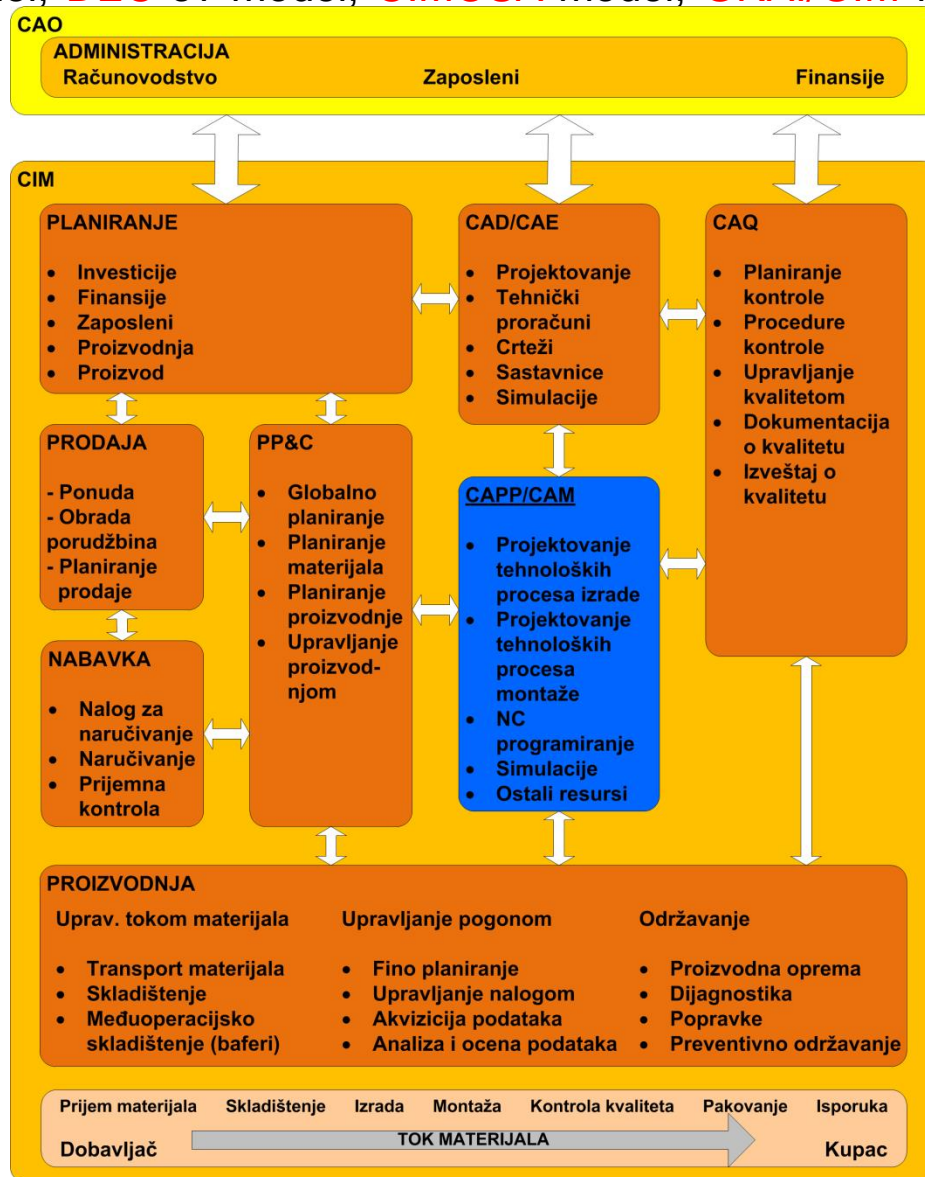 CAO
ADMINISTRACIJA
Računovodstvo Zaposleni Finansije
CIM
PLANIRANJE
• Investicije
• Finansije
• Zaposleni
• Proizvodnja
• Proizvod
CAD/CAE
• Projektovanje
• Tehnički
proračuni
• Crteži
• Sastavnice
• Simulacije
CAQ
• Planiranje
kontrole
• Procedure
kontrole
• Upravljanje
kvalitetom
• Dokumentacija
o kvalitetu
• Izveštaj o
kvalitetu
PRODAJA
- Ponuda
- Obrada
porudžbina
- Planiranje
prodaje
PP&C
• Globalno
planiranje
• Planiranje
materijala
• Planiranje
proizvodnje
• Upravljanje
proizvod-
njom
CAPP/CAM
• Projektovanje
tehnoloških
procesa izrade
• Projektovanje
tehnoloških
procesa
montaže
• NC
programiranje
• Simulacije
• Ostali resursi
NABAVKA
• Nalog za
naručivanje
• Naručivanje
• Prijemna
kontrola
PROIZVODNJA
Uprav. tokom materijala
• Transport materijala
• Skladištenje
• Međuoperacijsko
skladištenje (baferi)
Upravljanje pogonom
• Fino planiranje
• Upravljanje nalogom
• Akvizicija podataka
• Analiza i ocena podataka
Održavanje
• Proizvodna oprema
• Dijagnostika
• Popravke
• Preventivno održavanje
Prijem materijala Skladištenje Izrada Montaža Kontrola kvaliteta Pakovanje Isporuka
Dobavljač TOK MATERIJALA Kupac